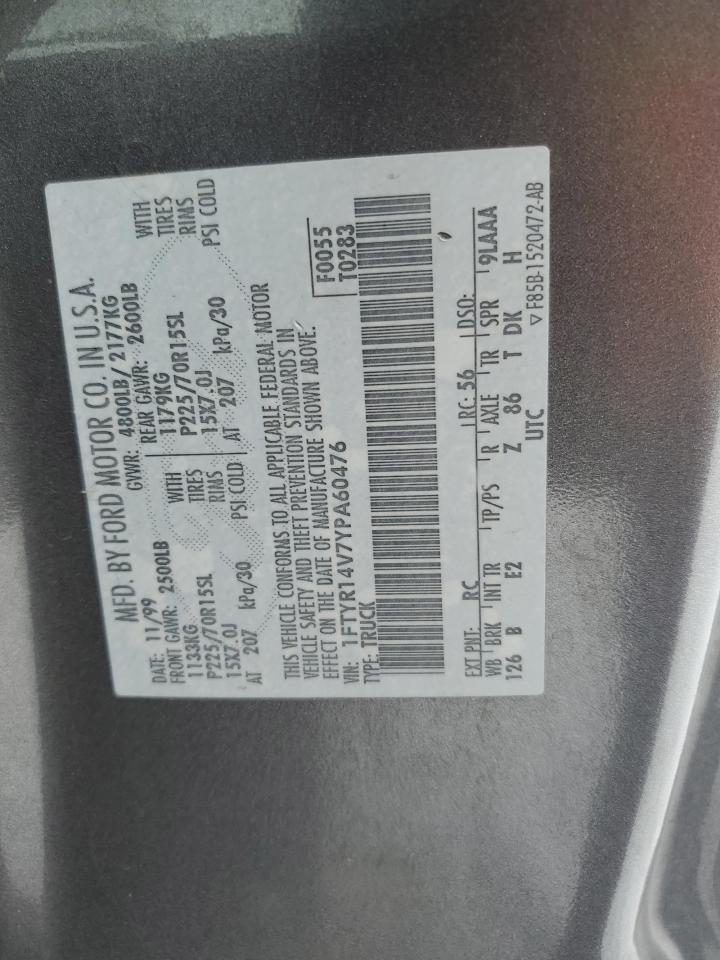 MFD. BY FORD MOTOR CO. IN U.S.A.
DATE: 11/99 GVWR: 4800LB/ 2177KG
FRONT GAWR: 2500LB REAR GAWR: 2600LB
1133KG WITH 1179KG WITH
P225/70R15SL TIRES P225/70R15SL TIRES
15X7.0J RIMS 15X7.0J RIMS
AT 207 kPa/30 PSI COLD AT 207 kPa/30 PSI COLD
THIS VEHICLE CONFORMS TO ALL APPLICABLE FEDERAL MOTOR
VEHICLE SAFETY AND THEFT PREVENTION STANDARDS IN
EFFECT ON THE DATE OF MANUFACTURE SHOWN ABOVE.
VIN: 1FTYR14V7YPA60476
TYPE: TRUCK
F0055
T0283
EXT PNT: RC RC: 56 DSO:
WB BRK INT TR TP/PS R AXLE TR SPR 9LAAA
126 B E2 Z 86 T DK H
UTC
▽ F85B-1520472-AB